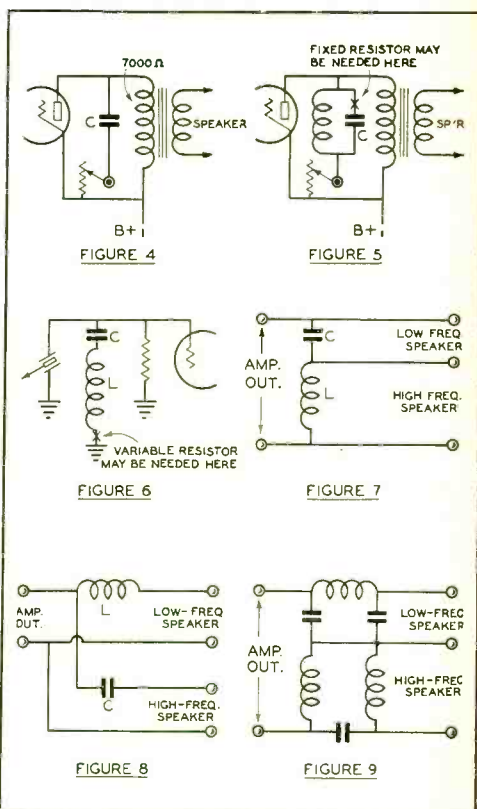 7000Ω
C
SPEAKER
B+
FIGURE 4
FIXED RESISTOR MAY
BE NEEDED HERE
C
SP'R
B+
FIGURE 5
C
L
VARIABLE RESISTOR
MAY BE NEEDED HERE
FIGURE 6
AMP.
OUT.
C
L
LOW FREQ
SPEAKER
HIGH FREQ.
SPEAKER
FIGURE 7
AMP.
OUT.
L
LOW-FREQ
SPEAKER
C
HIGH-FREQ.
SPEAKER
FIGURE 8
AMP.
OUT.
LOW-FREC
SPEAKER
HIGH-FREC
SPEAKER
FIGURE 9